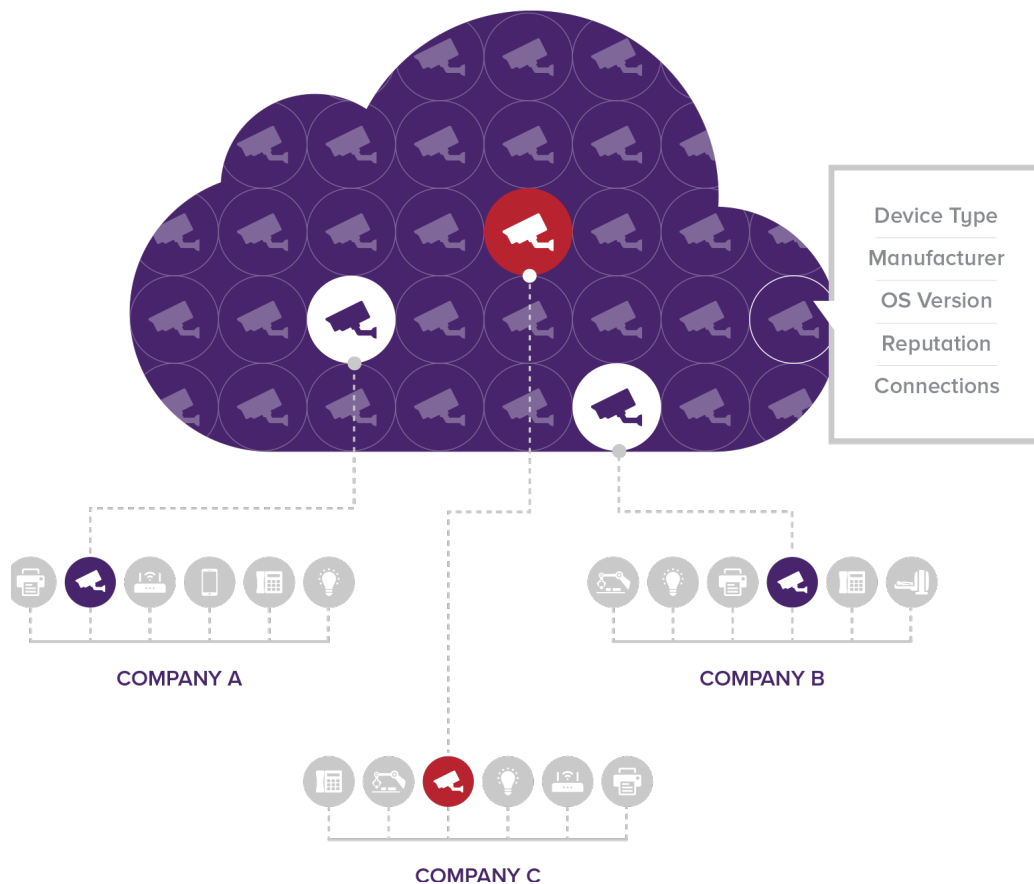 Device Type
Manufacturer
OS Version
Reputation
Connections
COMPANY A
COMPANY B
COMPANY C